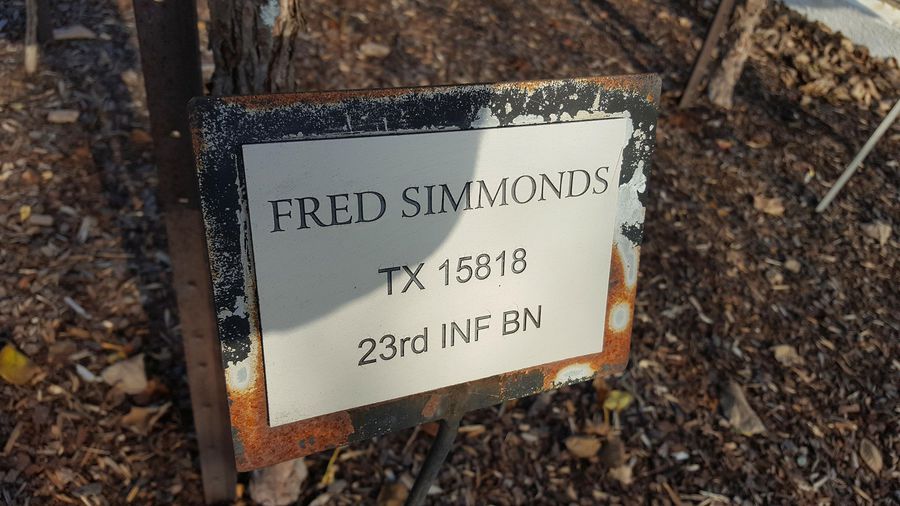 FRED SIMMONDS
TX 15818
23rd INF BN